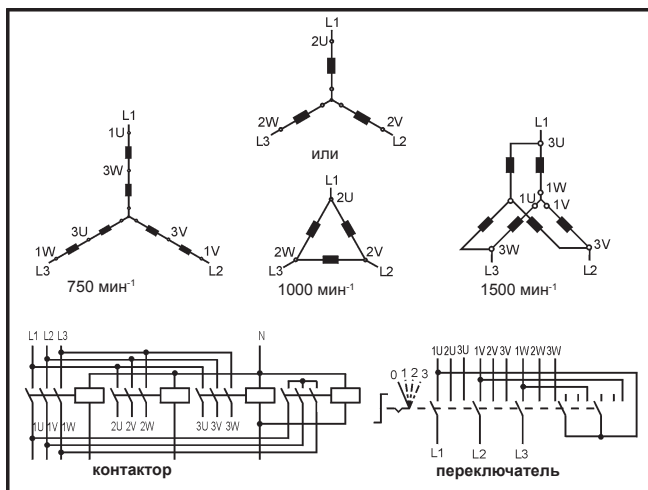 L1
2U
2W 2V
L3 L2
или
L1
1U
3W
3U 3V
1W 1V
L3 L2
750 мин-1
L1
2U
2W 2V
L3 L2
1000 мин-1
L1
3U
1W
1U 1V
3W 3V
L3 L2
1500 мин-1
L1 L2 L3 N
1U 1V 1W 2U 2V 2W 3U 3V 3W
контактор
1U 2U 3U 1V 2V 3V 1W 2W 3W
0 1 2 3
L1 L2 L3
переключатель